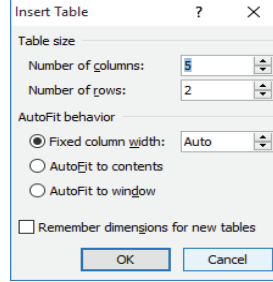 Insert Table ? ×
Table size
Number of columns: 5
Number of rows: 2
AutoFit behavior
Fixed column width: Auto
AutoFit to contents
AutoFit to window
Remember dimensions for new tables
OK Cancel